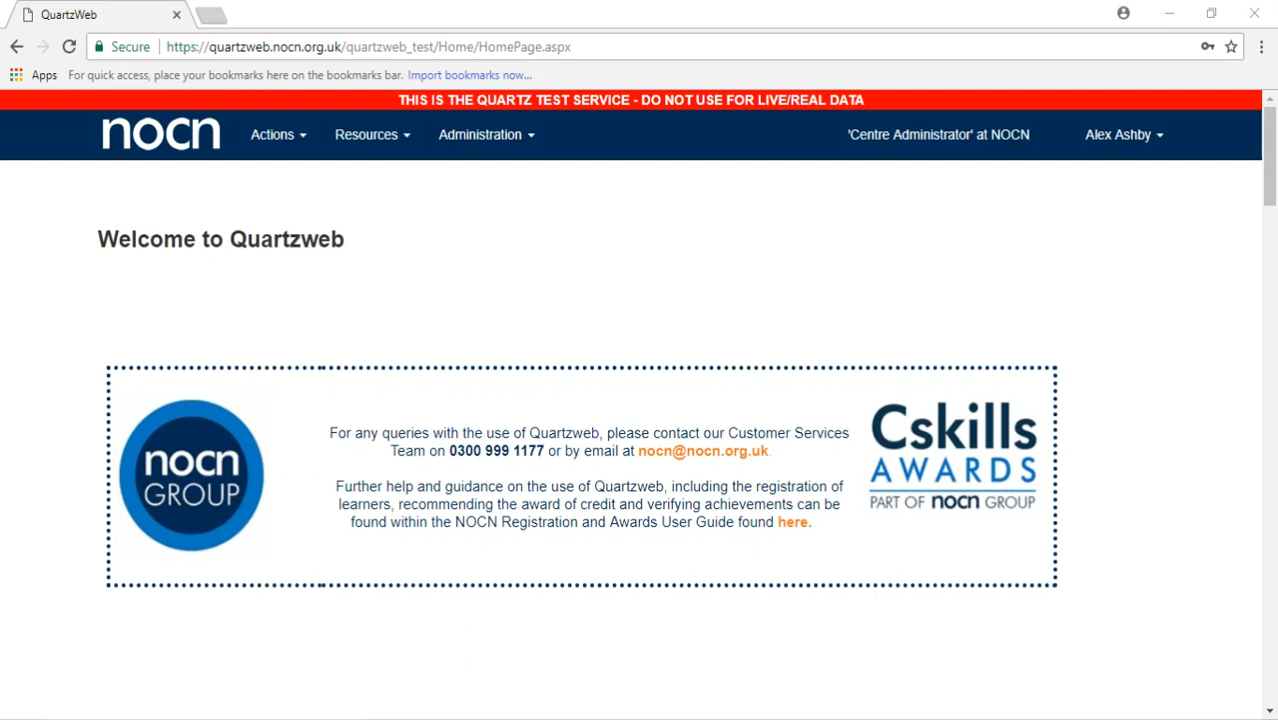 QuartzWeb
Secure https://quartzweb.nocn.org.uk/quartzweb_test/Home/HomePage.aspx
Apps For quick access, place your bookmarks here on the bookmarks bar. Import bookmarks now...
THIS IS THE QUARTZ TEST SERVICE - DO NOT USE FOR LIVE/REAL DATA
nocn Actions Resources Administration 'Centre Administrator' at NOCN Alex Ashby
Welcome to Quartzweb
nocn
GROUP
For any queries with the use of Quartzweb, please contact our Customer Services
Team on 0300 999 1177 or by email at nocn@nocn.org.uk.
Further help and guidance on the use of Quartzweb, including the registration of
learners, recommending the award of credit and verifying achievements can be
found within the NOCN Registration and Awards User Guide found here.
Cskills
AWARDS
PART OF nocn GROUP